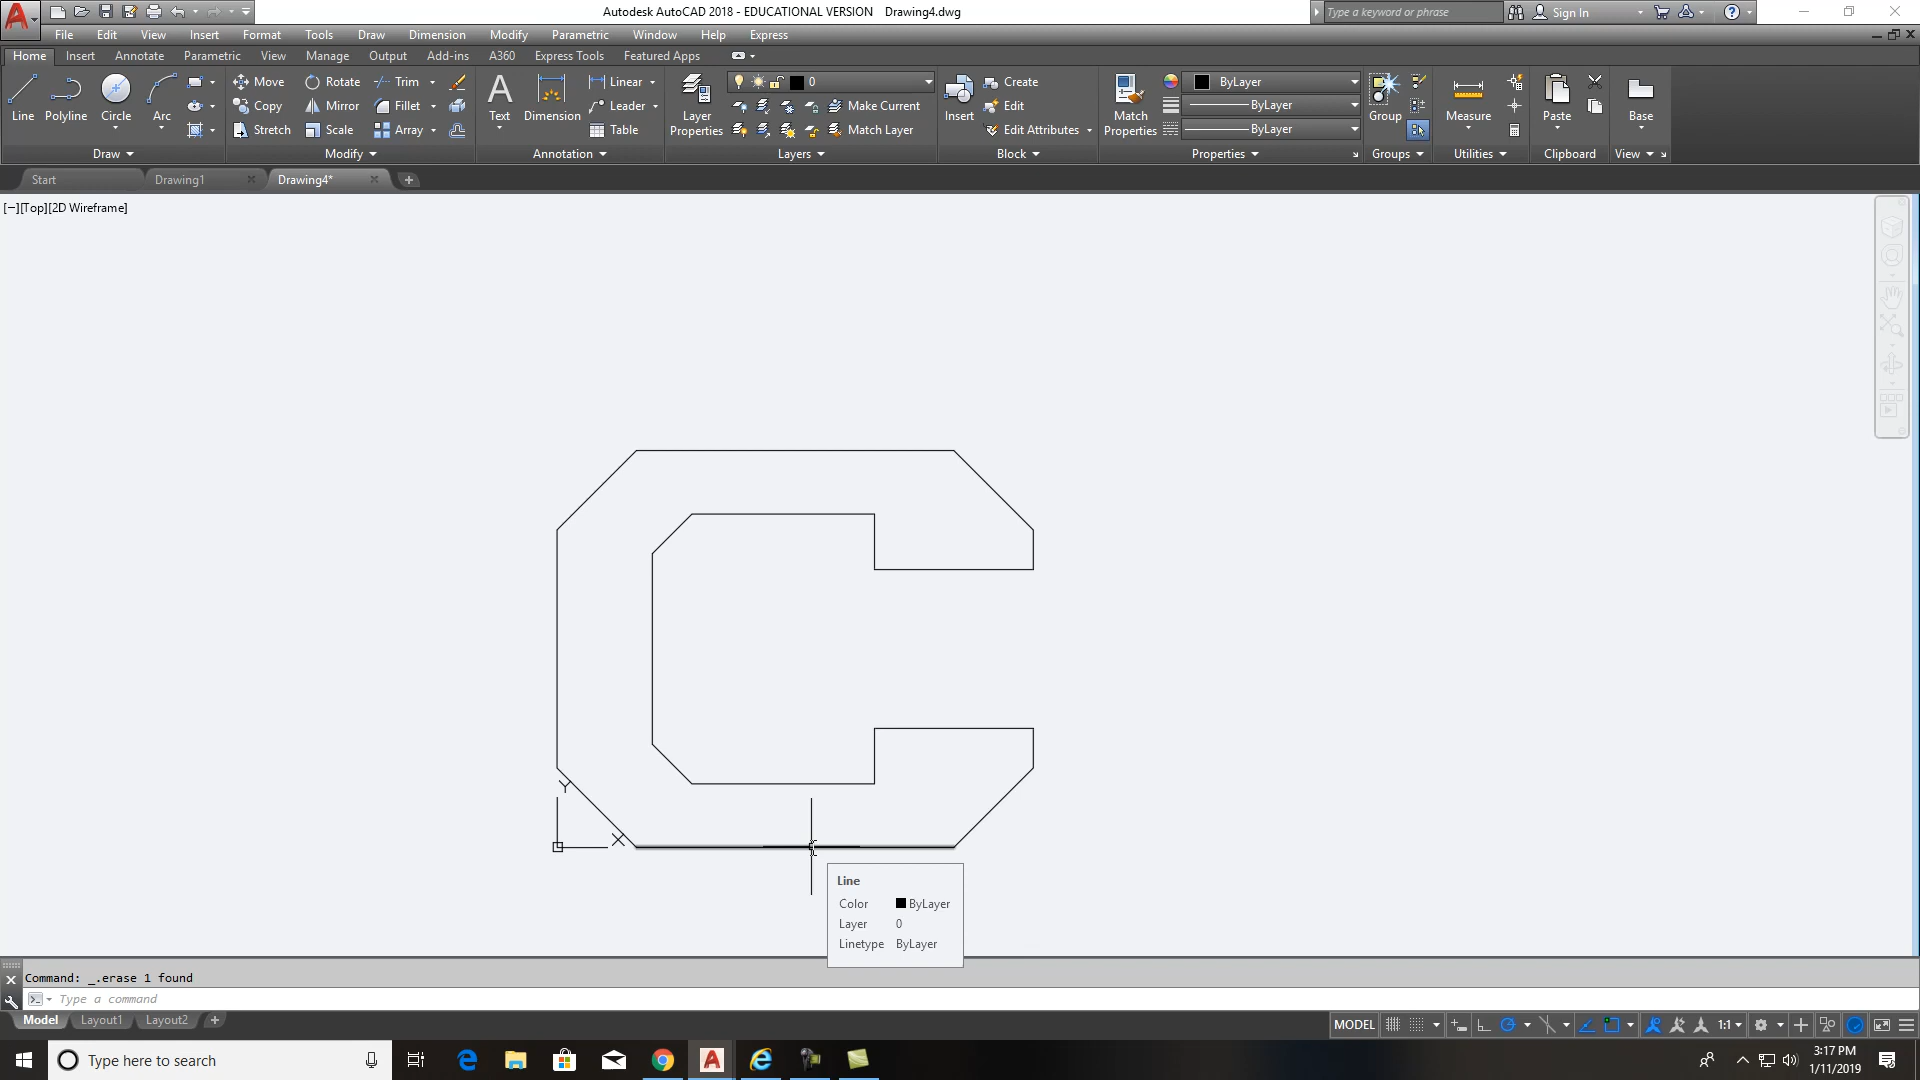 Autodesk AutoCAD 2018 - EDUCATIONAL VERSION Drawing4.dwg
Type a keyword or phrase
Sign In
File Edit View Insert Format Tools Draw Dimension Modify Parametric Window Help Express
Home Insert Annotate Parametric View Manage Output Add-ins A360 Express Tools Featured Apps
Line Polyline Circle Arc
Move Rotate Trim
Copy Mirror Fillet
Stretch Scale Array
Text Dimension
Linear
Leader
Table
Layer Properties
0
Make Current
Match Layer
Insert
Create
Edit
Edit Attributes
Match Properties
ByLayer
ByLayer
ByLayer
Group
Measure
Paste
Base
Draw Modify Annotation Layers Block Properties Groups Utilities Clipboard View
Start Drawing1 Drawing4*
[−][Top][2D Wireframe]
Y
X
Line
Color ByLayer
Layer 0
Linetype ByLayer
Command: _.erase 1 found
Type a command
Model Layout1 Layout2
MODEL
1:1
Type here to search
3:17 PM
1/11/2019